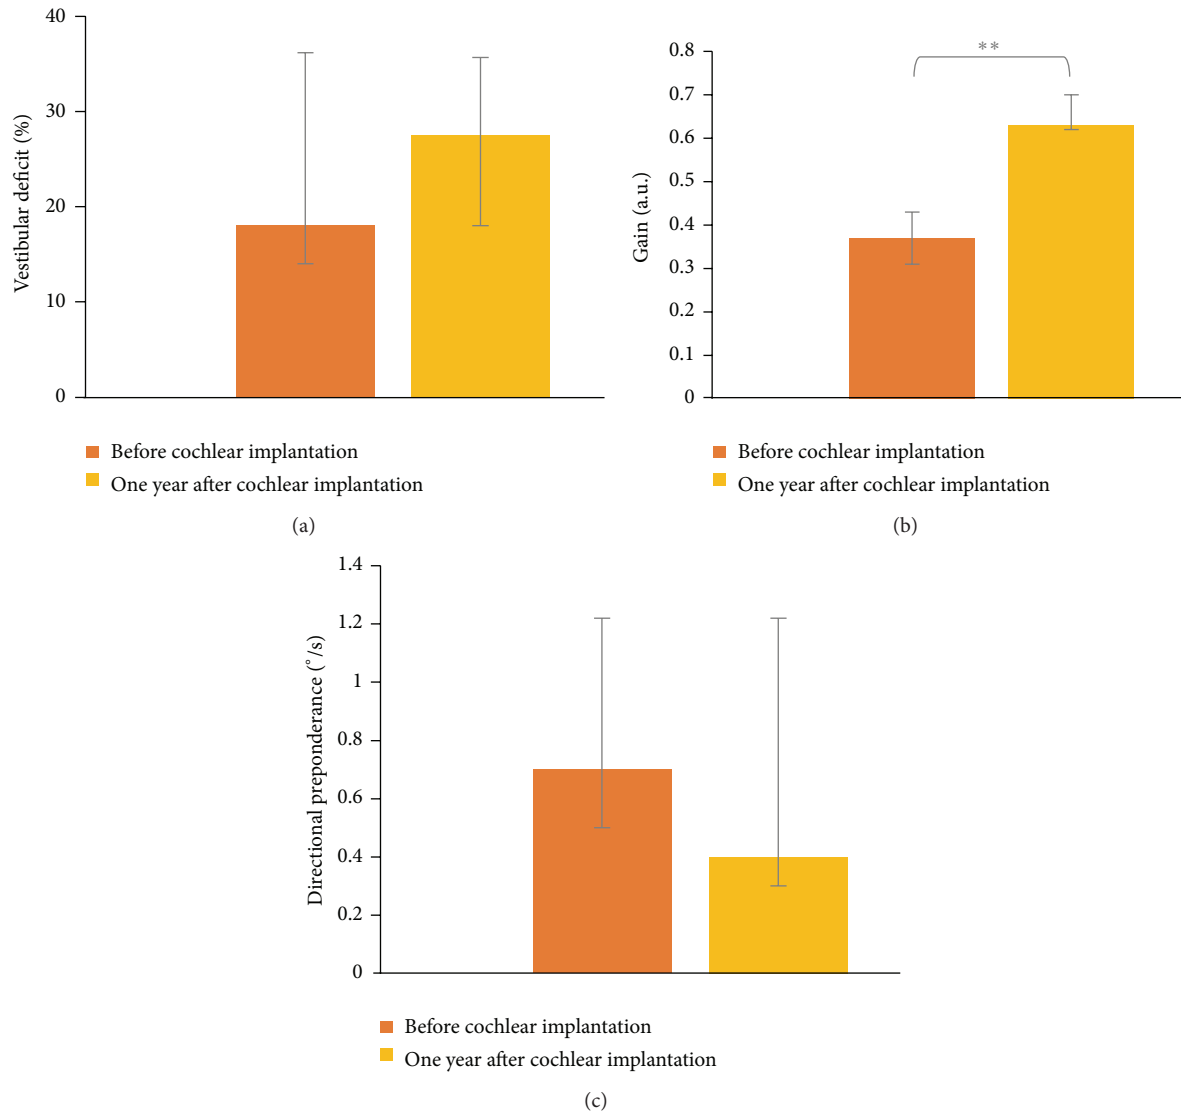 40
30
20
10
0
Vestibular deficit (%)
Before cochlear implantation
One year after cochlear implantation
(a)
0.8
0.7
0.6
0.5
0.4
0.3
0.2
0.1
0
Gain (a.u.)
**
Before cochlear implantation
One year after cochlear implantation
(b)
1.4
1.2
1
0.8
0.6
0.4
0.2
0
Directional preponderance (°/s)
Before cochlear implantation
One year after cochlear implantation
(c)